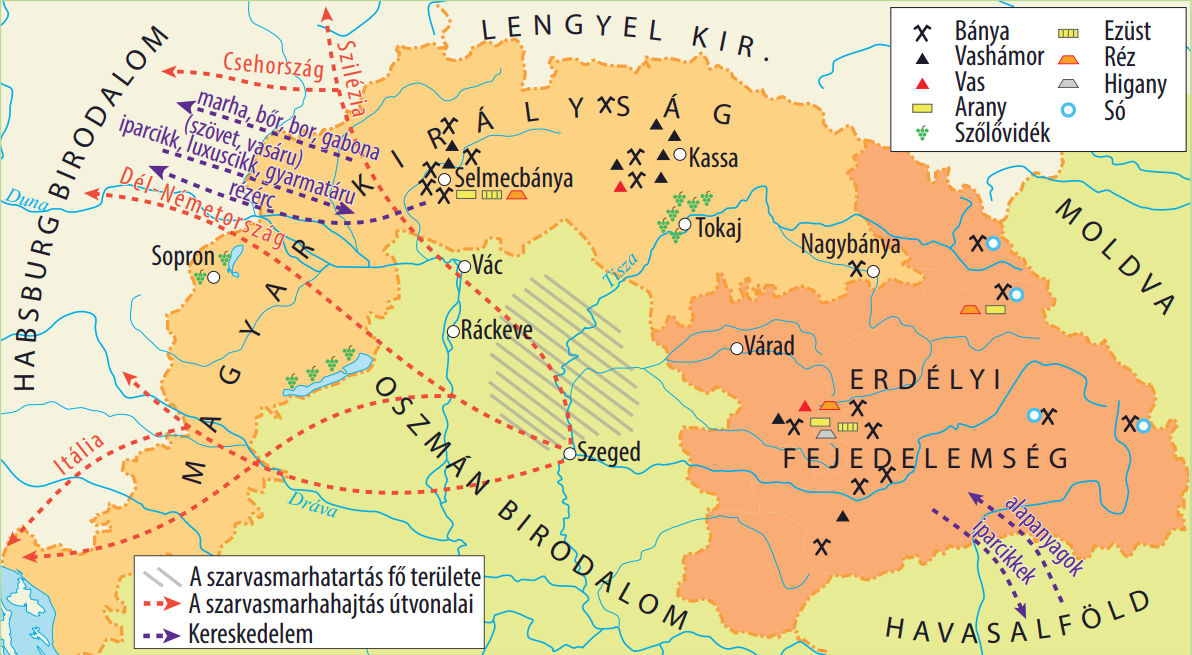 LENGYEL KIR.
HABSBURG BIRODALOM
MAGYAR KIRÁLYSÁG
MOLDVA
ERDÉLYI
FEJEDELEMSÉG
OSZMÁN BIRODALOM
HAVASALFÖLD
Bánya
Vashámor
Vas
Arany
Szőlővidék
Ezüst
Réz
Higany
Só
Szilézia
Csehország
marha, bőr, bor, gabona
(szövet, vasáru)
iparcikk, luxuscikk, gyarmatáru
rézérc
Dél-Németország
Duna
Selmecbánya
Kassa
Tokaj
Nagybánya
Sopron
Vác
Tisza
Ráckeve
Várad
Szeged
Itália
Dráva
alapanyagok
iparcikkek
A szarvasmarhatartás fő területe
A szarvasmarhahajtás útvonalai
Kereskedelem